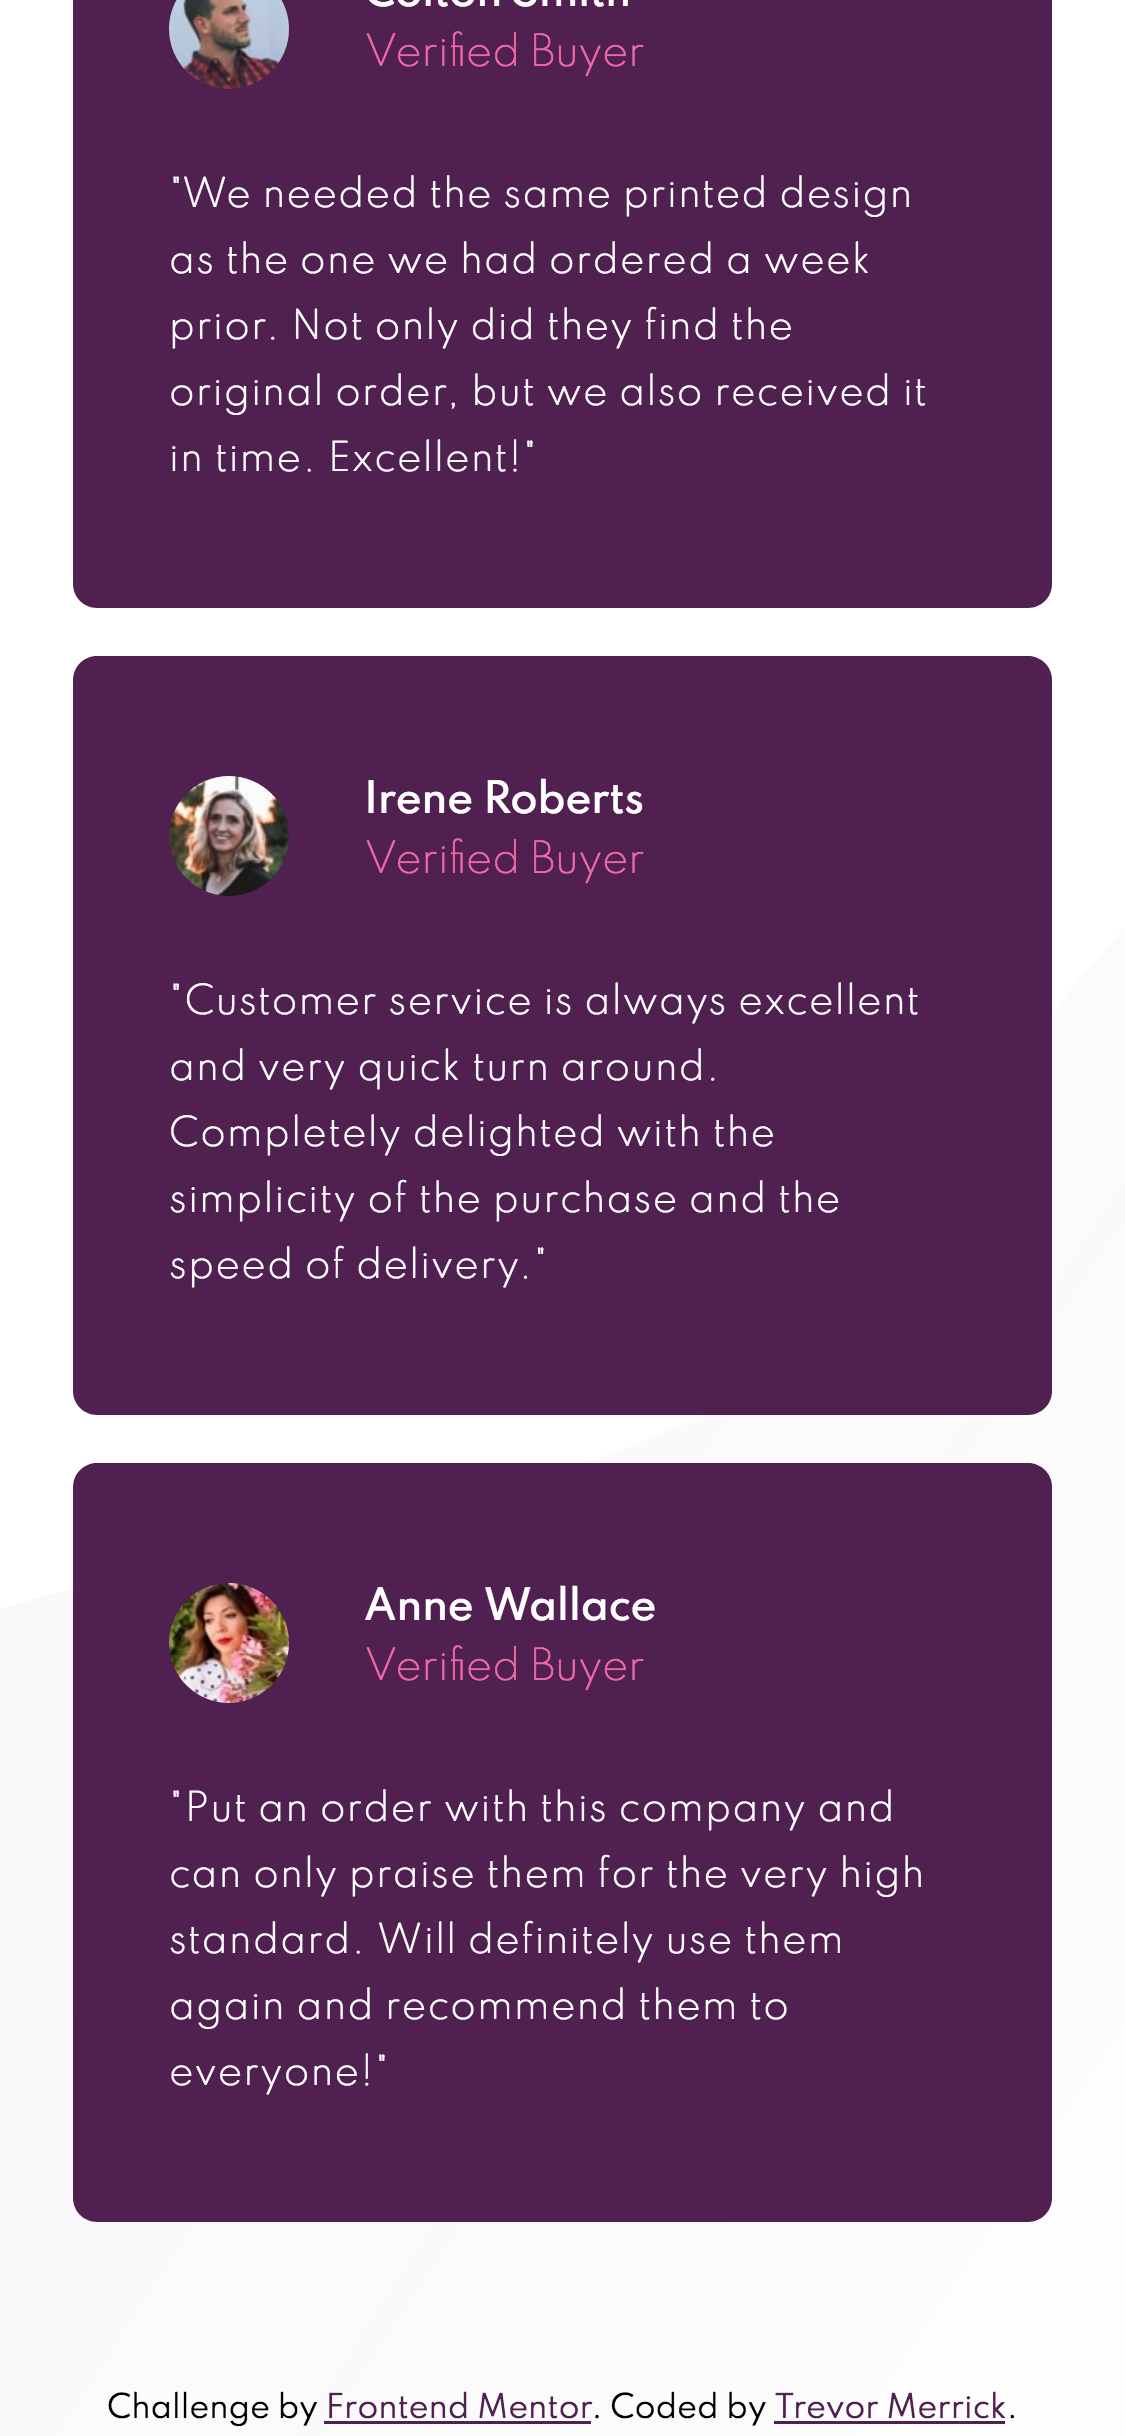 Colton Smith
Verified Buyer
"We needed the same printed design
as the one we had ordered a week
prior. Not only did they find the
original order, but we also received it
in time. Excellent!"
Irene Roberts
Verified Buyer
"Customer service is always excellent
and very quick turn around.
Completely delighted with the
simplicity of the purchase and the
speed of delivery."
Anne Wallace
Verified Buyer
"Put an order with this company and
can only praise them for the very high
standard. Will definitely use them
again and recommend them to
everyone!"
Challenge by Frontend Mentor. Coded by Trevor Merrick.